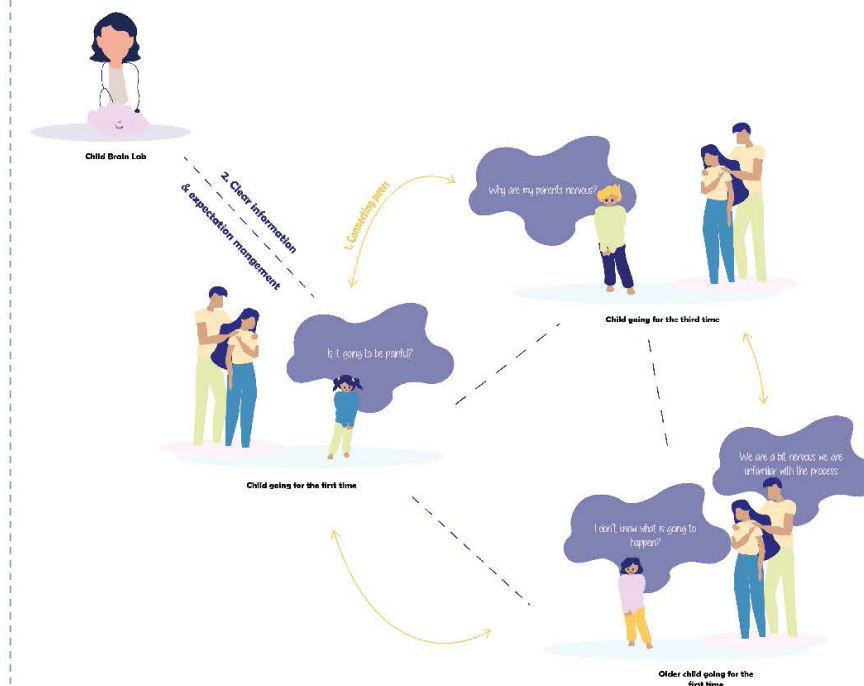 Child Brain Lab
2. Clear information
& expectation mangement
1. Connecting peers
Why are my parents nervous?
Child going for the third time
Is it going to be painful?
Child going for the first time
We are a bit nervous we are
unfamiliar with the process
I don't know what is going to
happen?
Older child going for the
first time